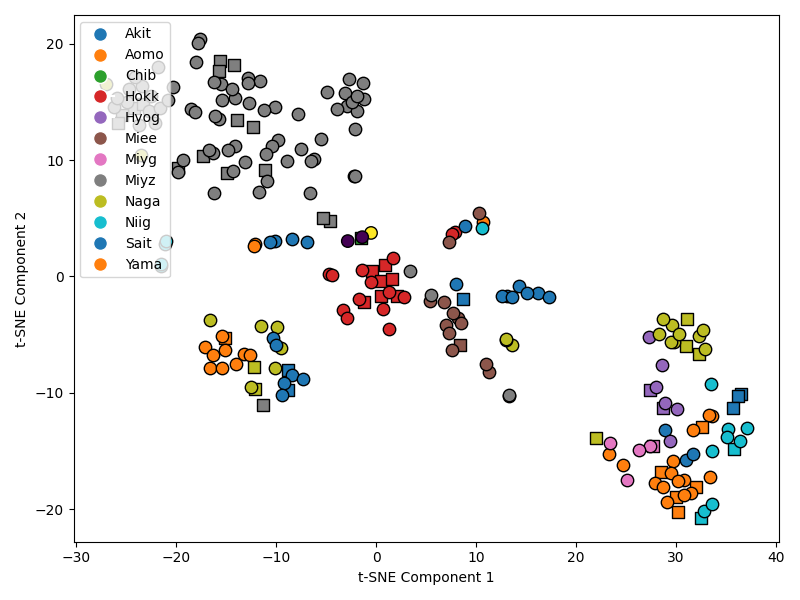 Akit
Aomo
Chib
Hokk
Hyog
Miee
Miyg
Miyz
Naga
Niig
Sait
Yama
20
10
0
−10
−20
−30
−20
−10
0
10
20
30
40
t-SNE Component 2
t-SNE Component 1